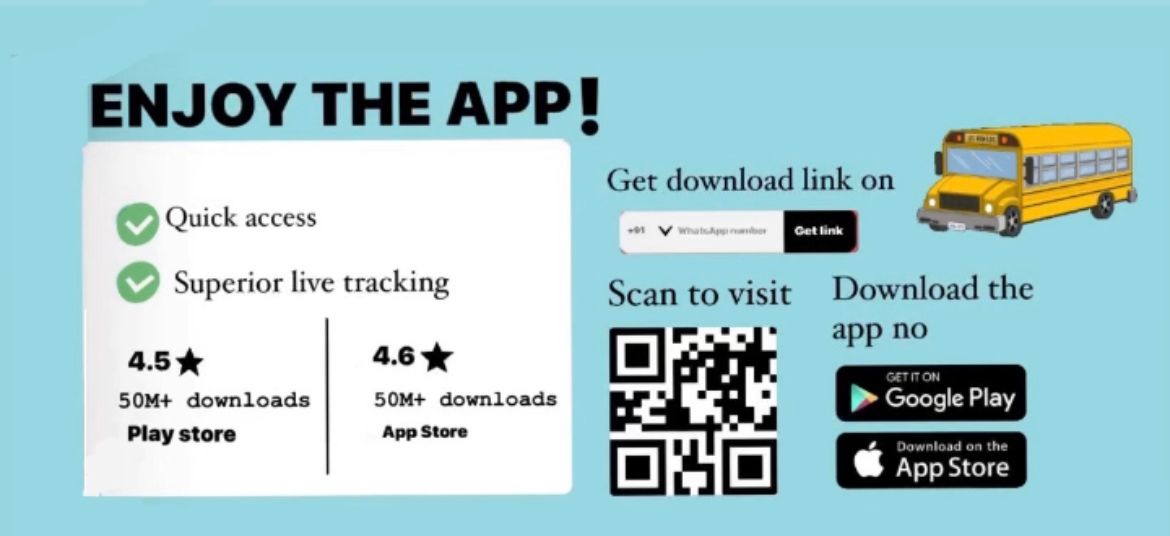 ENJOY THE APP!
Quick access
Superior live tracking
4.5★
50M+ downloads
Play store
4.6★
50M+ downloads
App Store
Get download link on
+91 WhatsApp number Get link
Scan to visit
Download the
app no
GET IT ON
Google Play
Download on the
App Store